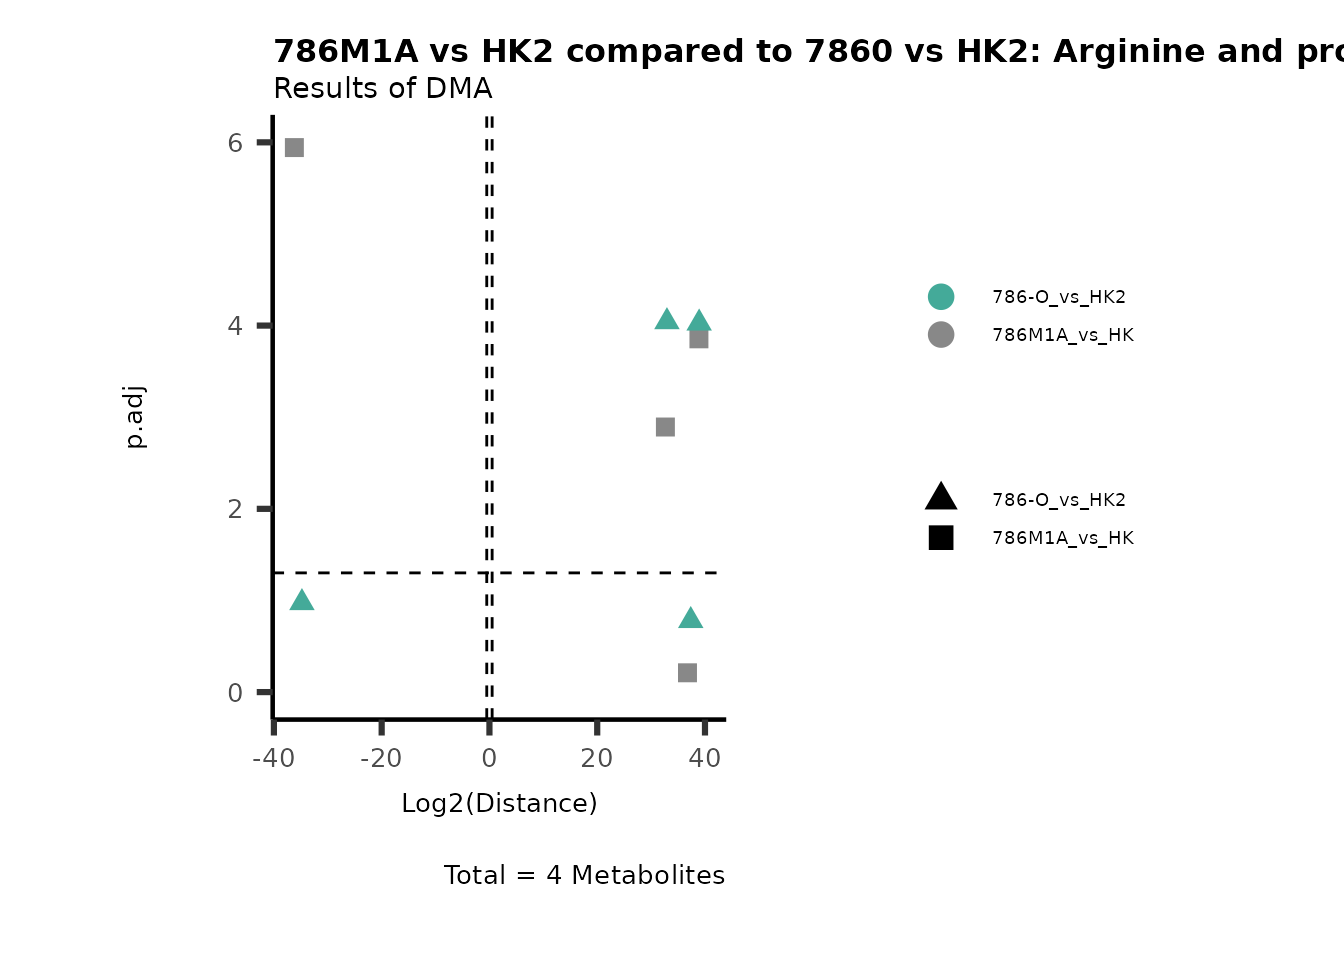 786M1A vs HK2 compared to 7860 vs HK2: Arginine and
Results of DMA
6
4
2
0
p.adj
-40
-20
0
20
40
Log2(Distance)
Total = 4 Metabolites
786-O_vs_HK2
786M1A_vs_HK
786-O_vs_HK2
786M1A_vs_HK